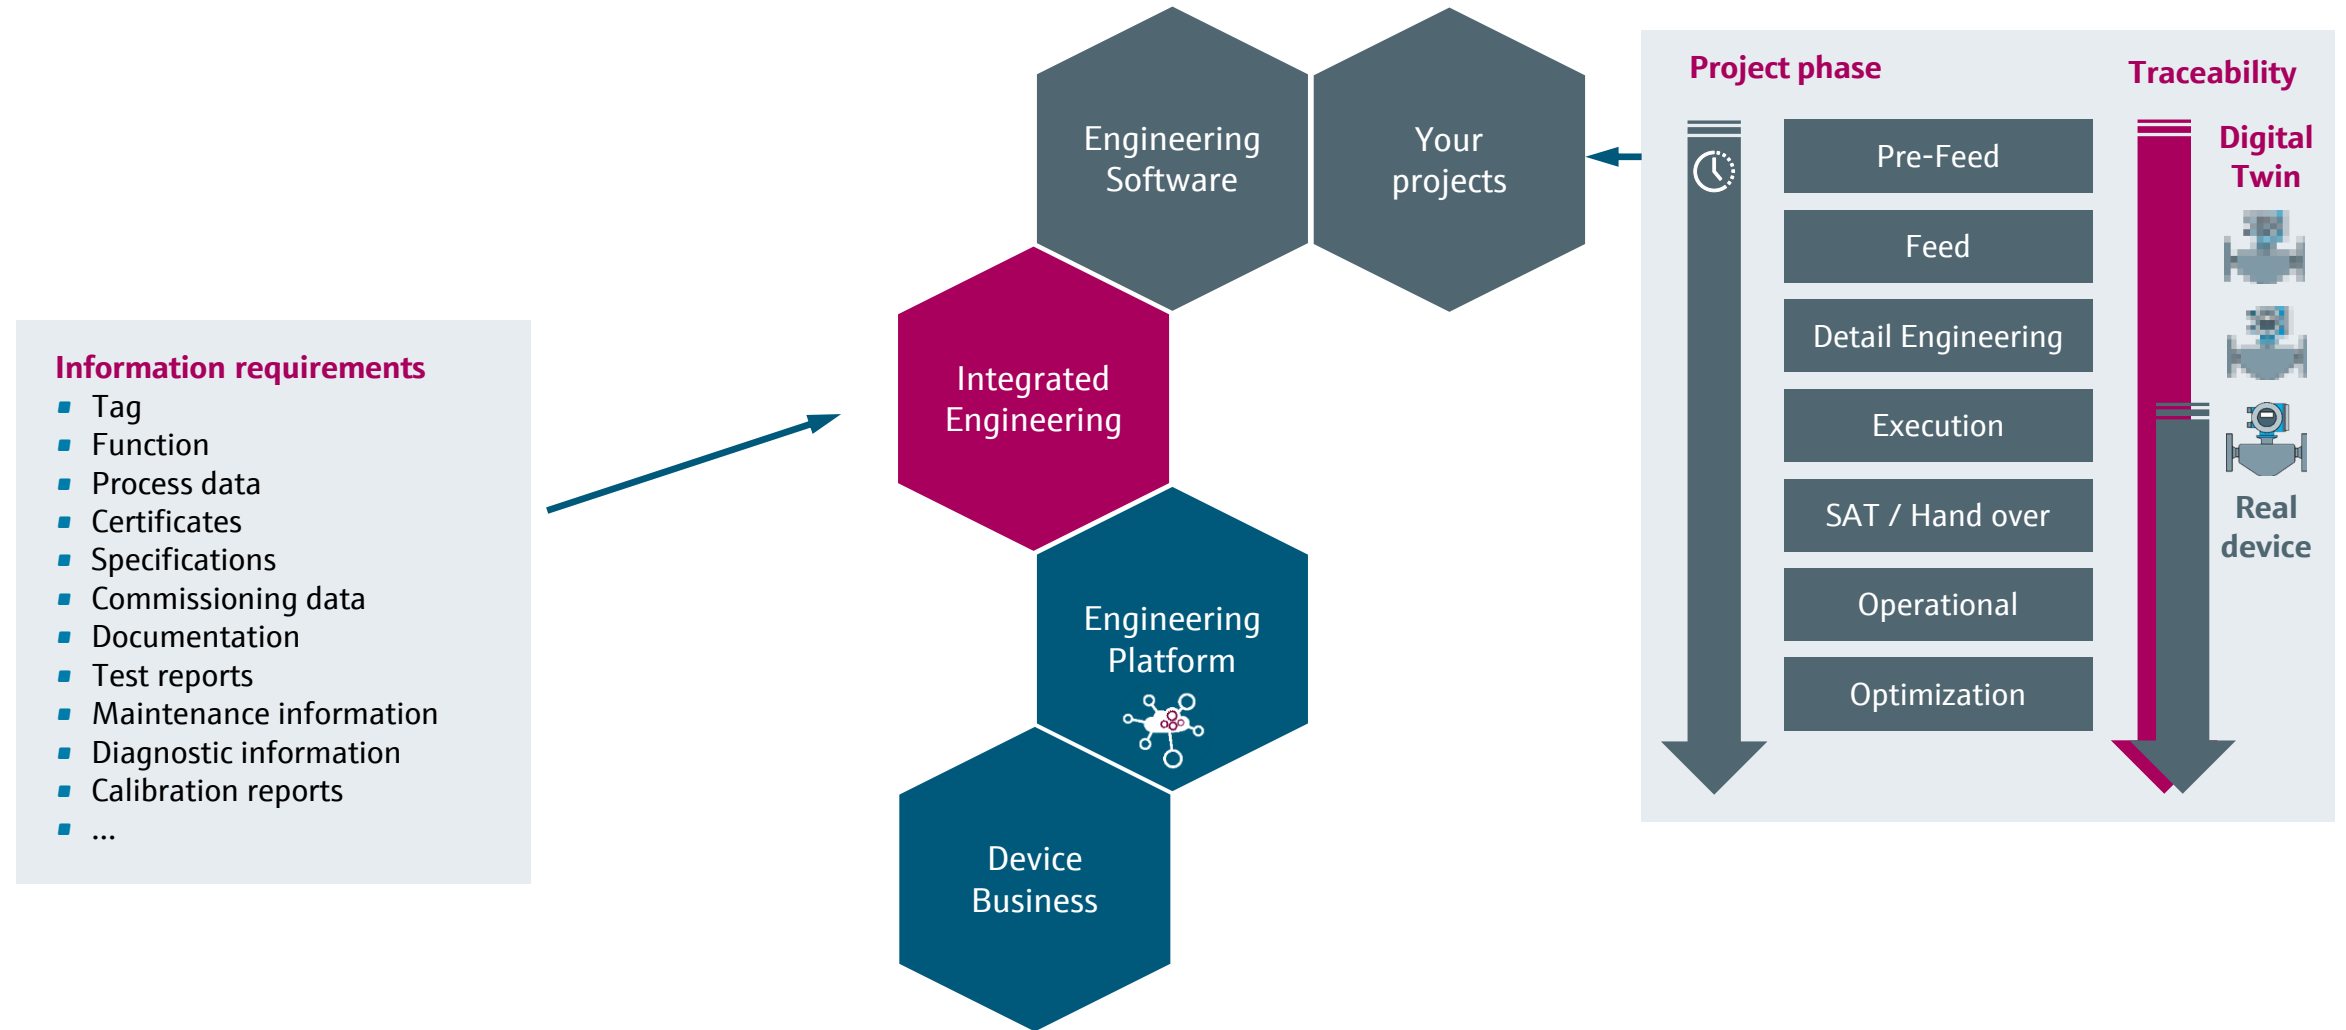 Information requirements
Tag
Function
Process data
Certificates
Specifications
Commissioning data
Documentation
Test reports
Maintenance information
Diagnostic information
Calibration reports
...
Engineering
Software
Your
projects
Integrated
Engineering
Engineering
Platform
Device
Business
Project phase
Pre-Feed
Feed
Detail Engineering
Execution
SAT / Hand over
Operational
Optimization
Traceability
Digital
Twin
Real
device